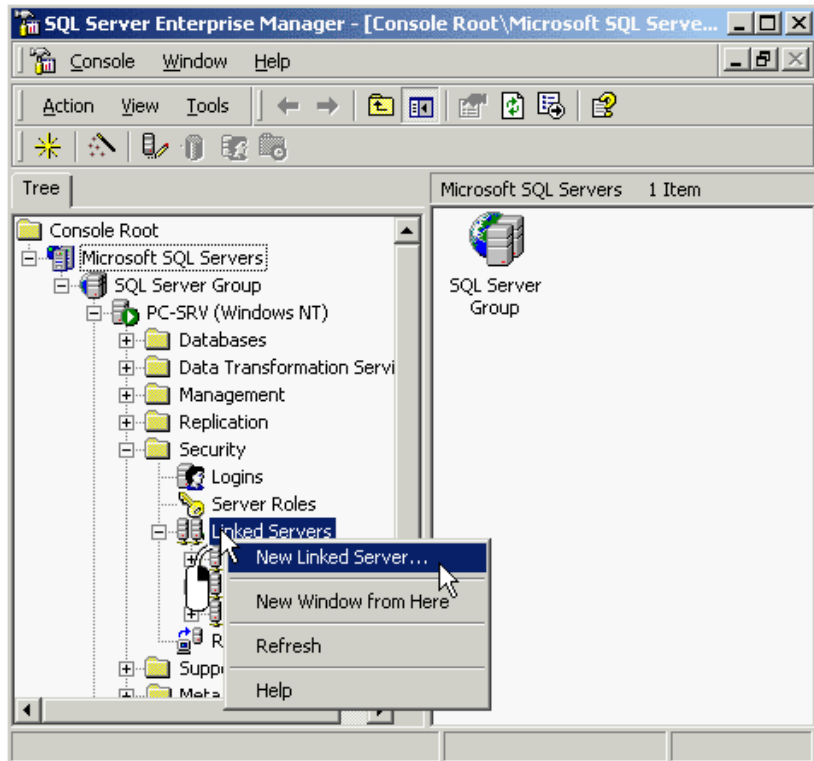 SQL Server Enterprise Manager - [Console Root\Microsoft SQL Serve...
Console Window Help
Action View Tools
Tree
Microsoft SQL Servers 1 Item
Console Root
Microsoft SQL Servers
SQL Server Group
PC-SRV (Windows NT)
Databases
Data Transformation Servi
Management
Replication
Security
Logins
Server Roles
Linked Servers
New Linked Server...
New Window from Here
R
Refresh
Supp
Meta
Help
SQL Server
Group